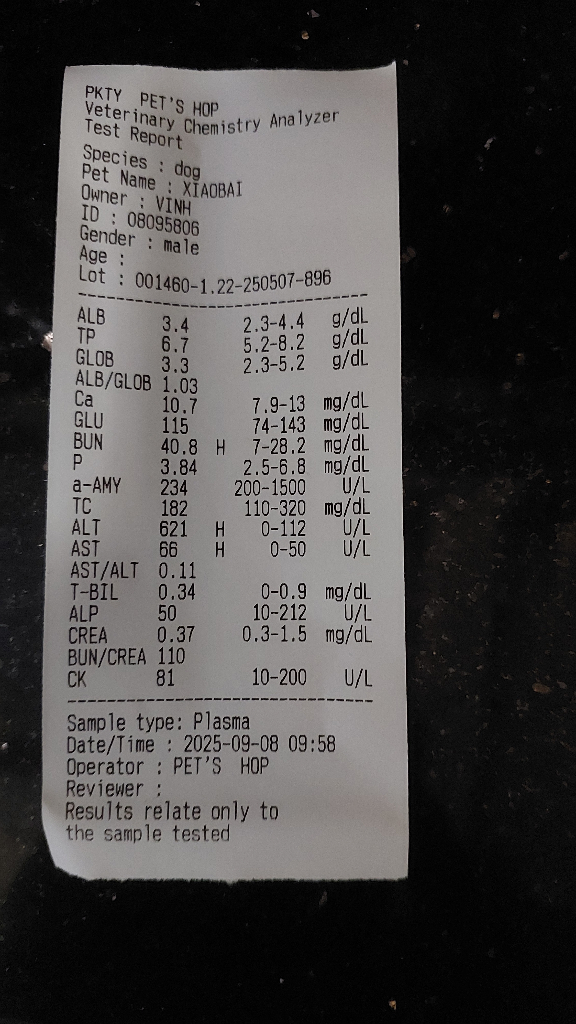 PKTY PET'S HOP
Veterinary Chemistry Analyzer
Test Report
Species : dog
Pet Name : XIAOBAI
Owner : VINH
ID : 08095806
Gender : male
Age :
Lot : 001460-1.22-250507-896
ALB 3.4 2.3-4.4 g/dL
TP 6.7 5.2-8.2 g/dL
GLOB 3.3 2.3-5.2 g/dL
ALB/GLOB 1.03
Ca 10.7 7.9-13 mg/dL
GLU 115 74-143 mg/dL
BUN 40.8 H 7-28.2 mg/dL
P 3.84 2.5-6.8 mg/dL
a-AMY 234 200-1500 U/L
TC 182 110-320 mg/dL
ALT 621 H 0-112 U/L
AST 66 H 0-50 U/L
AST/ALT 0.11
T-BIL 0.34 0-0.9 mg/dL
ALP 50 10-212 U/L
CREA 0.37 0.3-1.5 mg/dL
BUN/CREA 110
CK 81 10-200 U/L
Sample type: Plasma
Date/Time : 2025-09-08 09:58
Operator : PET'S HOP
Reviewer :
Results relate only to
the sample tested